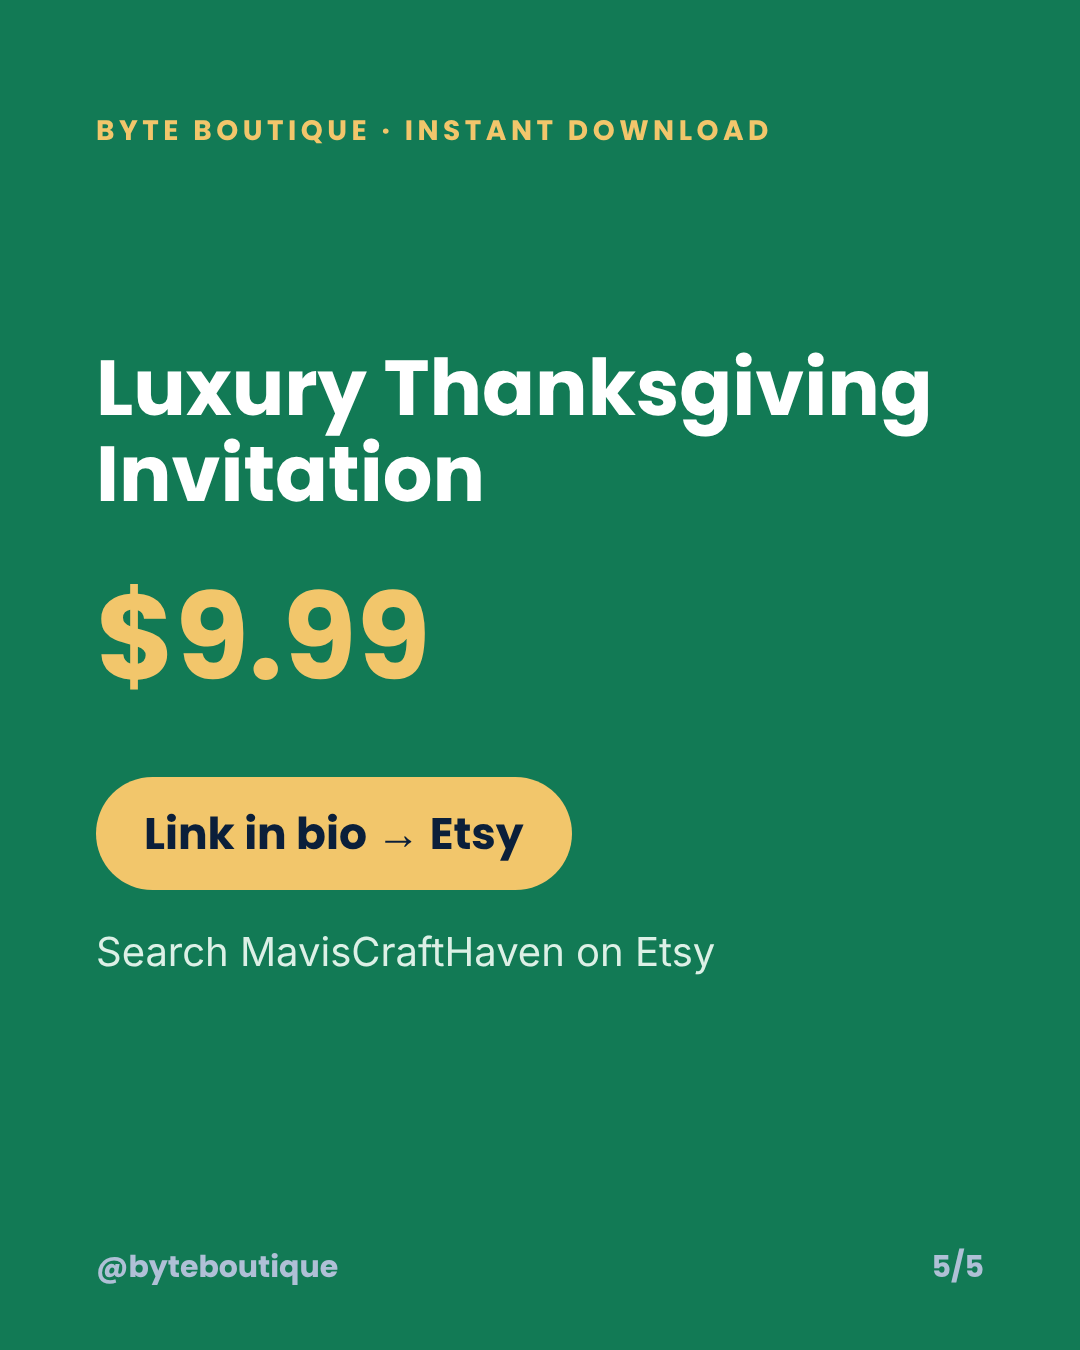 BYTE BOUTIQUE · INSTANT DOWNLOAD
Luxury Thanksgiving
Invitation
$9.99
Link in bio → Etsy
Search MavisCraftHaven on Etsy
@byteboutique
5/5